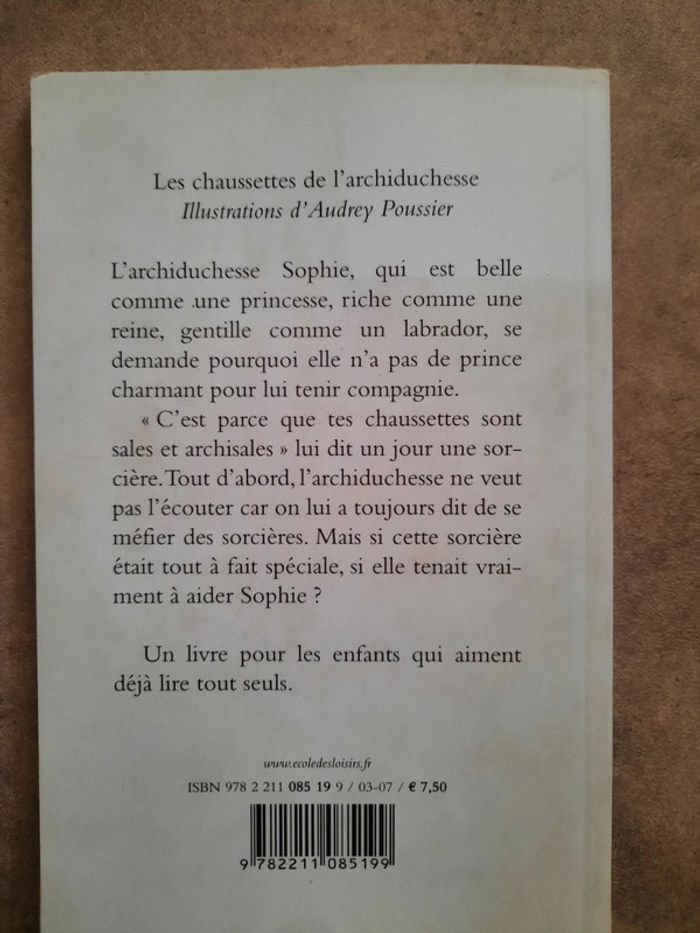 Les chaussettes de l'archiduchesse
Illustrations d'Audrey Poussier
L'archiduchesse Sophie, qui est belle
comme une princesse, riche comme une
reine, gentille comme un labrador, se
demande pourquoi elle n'a pas de prince
charmant pour lui tenir compagnie.
« C'est parce que tes chaussettes sont
sales et archisales » lui dit un jour une sor-
cière. Tout d'abord, l'archiduchesse ne veut
pas l'écouter car on lui a toujours dit de se
méfier des sorcières. Mais si cette sorcière
était tout à fait spéciale, si elle tenait vrai-
ment à aider Sophie ?
Un livre pour les enfants qui aiment
déjà lire tout seuls.
www.ecoledesloisirs.fr
ISBN 978 2 211 085 19 9 / 03-07 / € 7,50
9 782211 085199